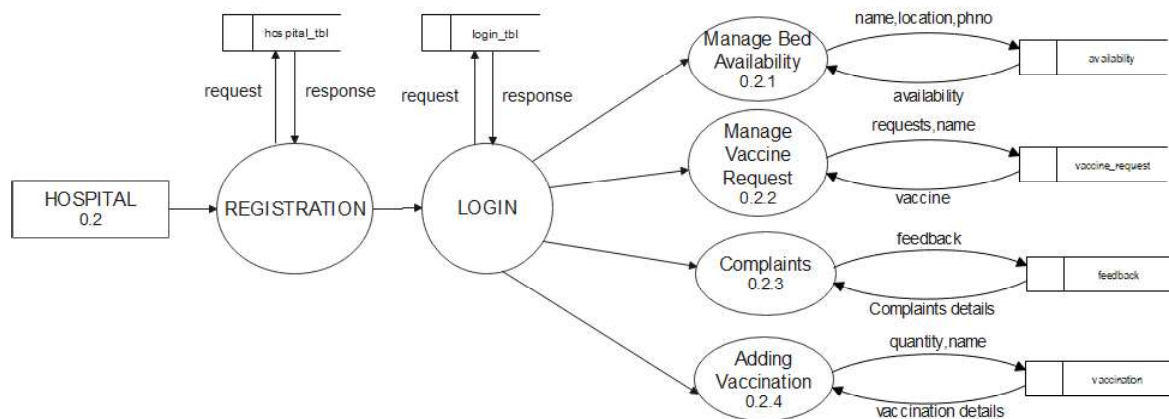 hospital_tbl
login_tbl
request
response
request
response
HOSPITAL
0.2
REGISTRATION
LOGIN
Manage Bed
Availability
0.2.1
name,location,phno
availability
availability
Manage
Vaccine
Request
0.2.2
requests,name
vaccine
vaccine_request
Complaints
0.2.3
feedback
Complaints details
feedback
Adding
Vaccination
0.2.4
quantity,name
vaccination details
vaccination